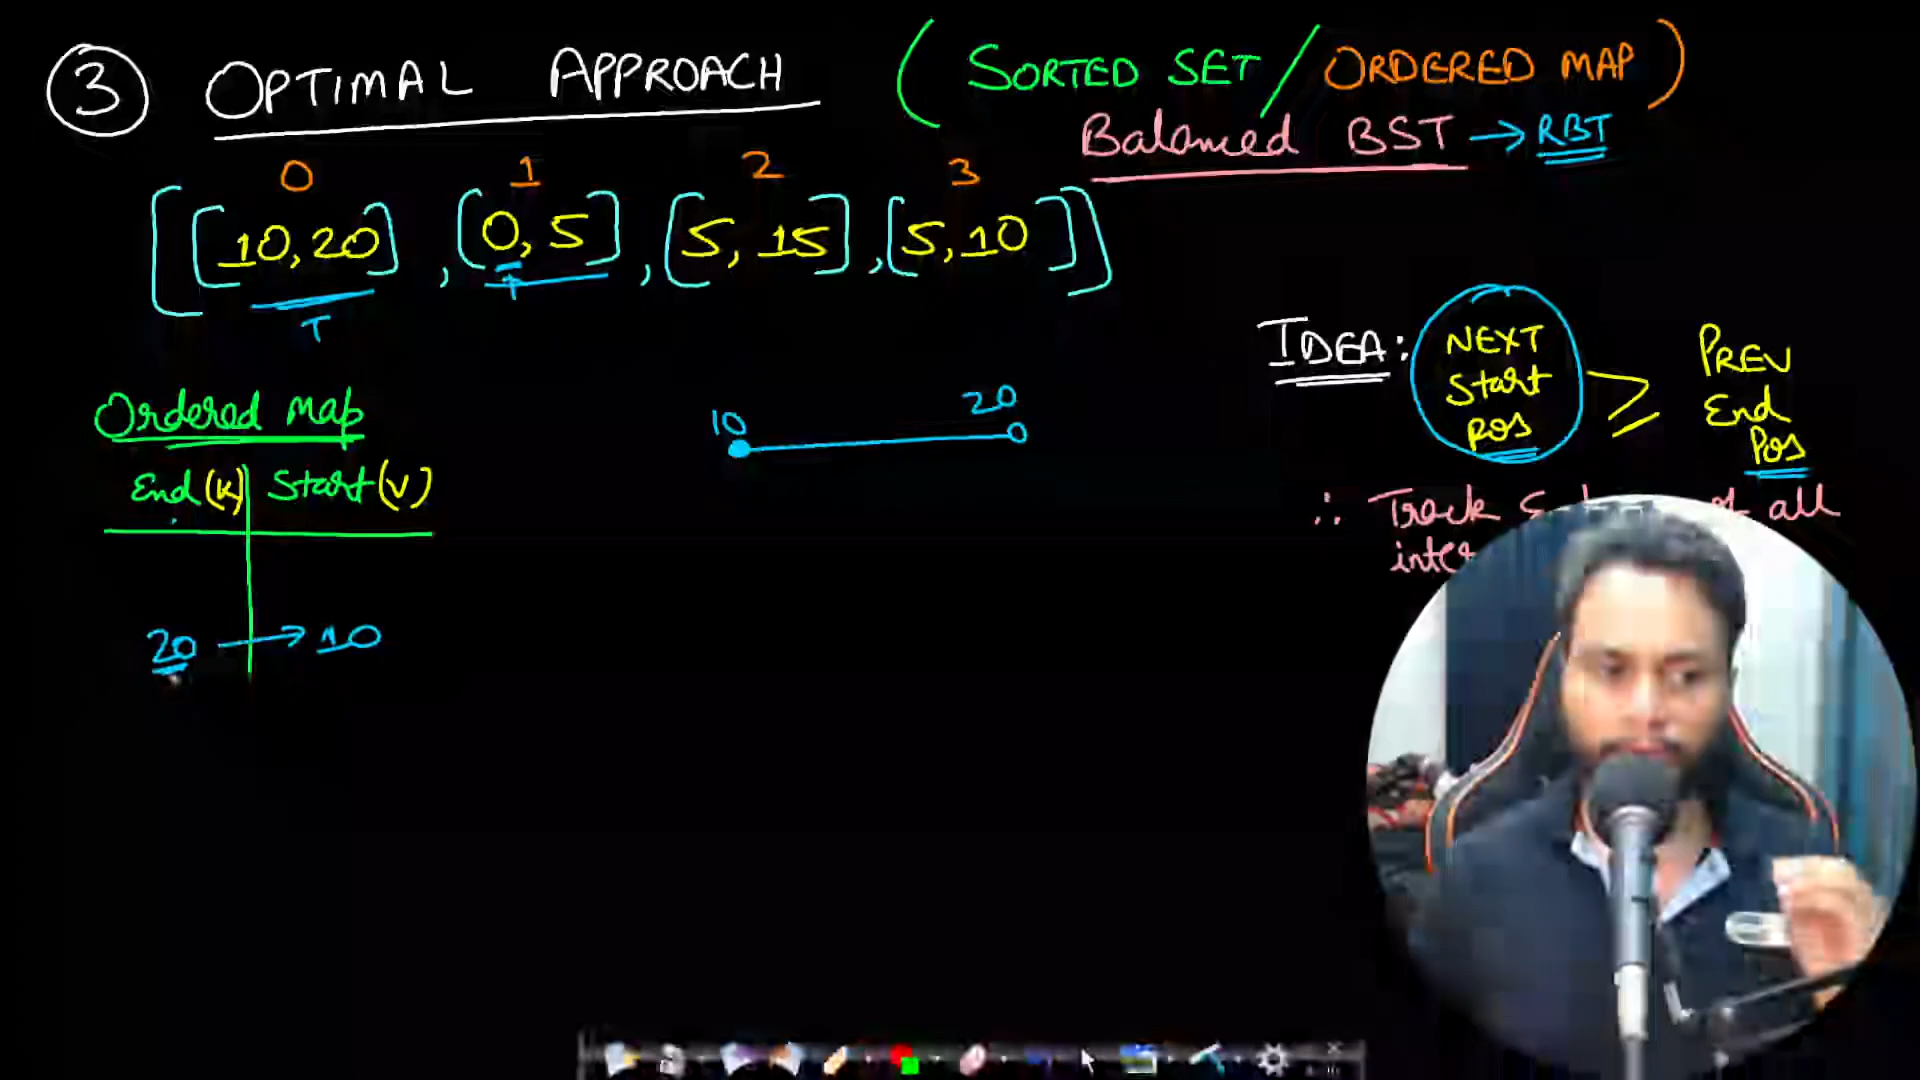 3 OPTIMAL APPROACH (SORTED SET / ORDERED MAP)
Balanced BST → RBT
0 1 2 3
[[10,20], [0,5], [5,15], [5,10]]
T T
IDEA: NEXT Start POS ≥ PREV End POS
∴ Track all
Ordered map
End(K) Start(V)
20 → 10
10 20